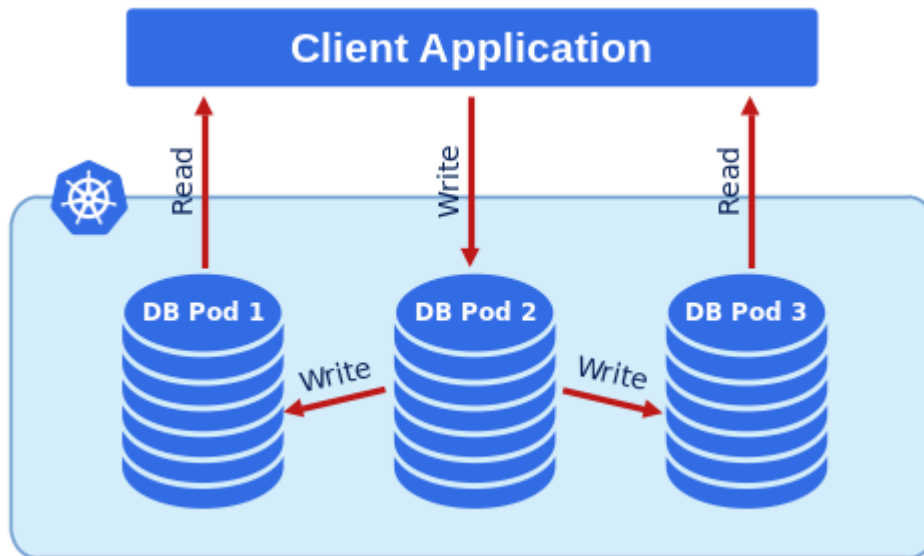 Client Application
Read
Write
Read
DB Pod 1
DB Pod 2
DB Pod 3
Write
Write